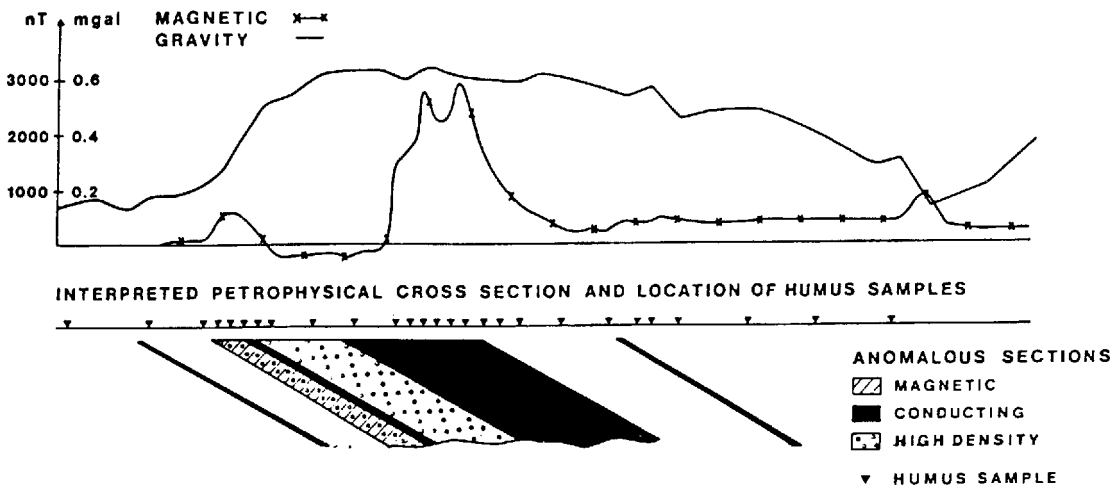 nT mgal MAGNETIC x—x
GRAVITY —
3000 0.6
2000 0.4
1000 0.2
INTERPRETED PETROPHYSICAL CROSS SECTION AND LOCATION OF HUMUS SAMPLES
ANOMALOUS SECTIONS
MAGNETIC
CONDUCTING
HIGH DENSITY
HUMUS SAMPLE